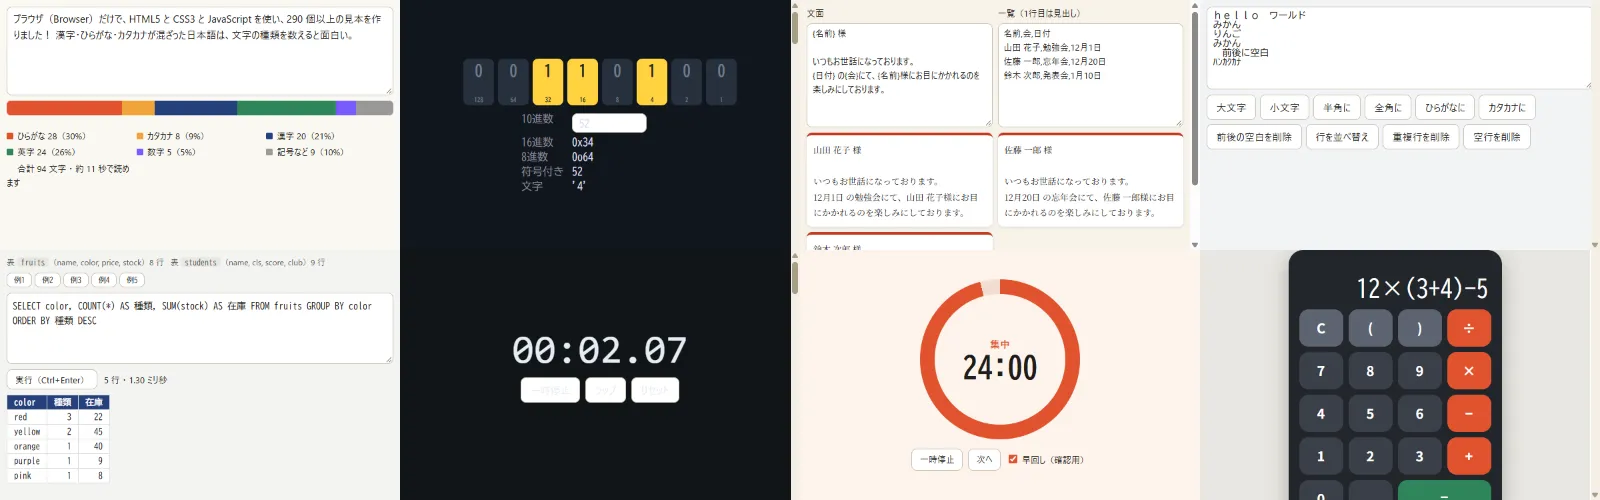 ブラウザ（Browser）だけで、HTML5 と CSS3 と JavaScript を使い、290 個以上の見本を作
りました！ 漢字・ひらがな・カタカナが混ざった日本語は、文字の種類を数えると面白い。
ひらがな 28（30%）
カタカナ 8（9%）
漢字 20（21%）
英字 24（26%）
数字 5（5%）
記号など 9（10%）
合計 94 文字・約 11 秒で読め
ます
0 0 1 1 0 1 0 0
128 64 32 16 8 4 2 1
10進数 52
16進数 0x34
8進数 0o64
符号付き 52
文字 '4'
文面
{名前} 様
いつもお世話になっております。
{日付} の{会}にて、{名前}様にお目にかかれるのを
楽しみにしております。
一覧（1行目は見出し）
名前,会,日付
山田 花子,勉強会,12月1日
佐藤 一郎,忘年会,12月20日
鈴木 次郎,発表会,1月10日
山田 花子 様
いつもお世話になっております。
12月1日 の勉強会にて、山田 花子様にお目
にかかれるのを楽しみにしております。
佐藤 一郎 様
いつもお世話になっております。
12月20日 の忘年会にて、佐藤 一郎様にお目
にかかれるのを楽しみにしております。
鈴木 次郎 様
ｈｅｌｌｏ　ワールド
みかん
りんご
みかん
　前後に空白
ﾊﾝｶｸｶﾅ
大文字 小文字 半角に 全角に ひらがなに カタカナに
前後の空白を削除 行を並べ替え 重複行を削除 空行を削除
表 fruits （name, color, price, stock）8 行 表 students （name, cls, score, club）9 行
例1 例2 例3 例4 例5
SELECT color, COUNT(*) AS 種類, SUM(stock) AS 在庫 FROM fruits GROUP BY color
ORDER BY 種類 DESC
実行（Ctrl+Enter） 5 行・1.30 ミリ秒
color 種類 在庫
red 3 22
yellow 2 45
orange 1 40
purple 1 9
pink 1 8
00:02.07
一時停止 ラップ リセット
集中
24:00
一時停止 次へ 早回し（確認用）
12×(3+4)−5
C ( ) ÷
7 8 9 ×
4 5 6 −
1 2 3 +
0 . =